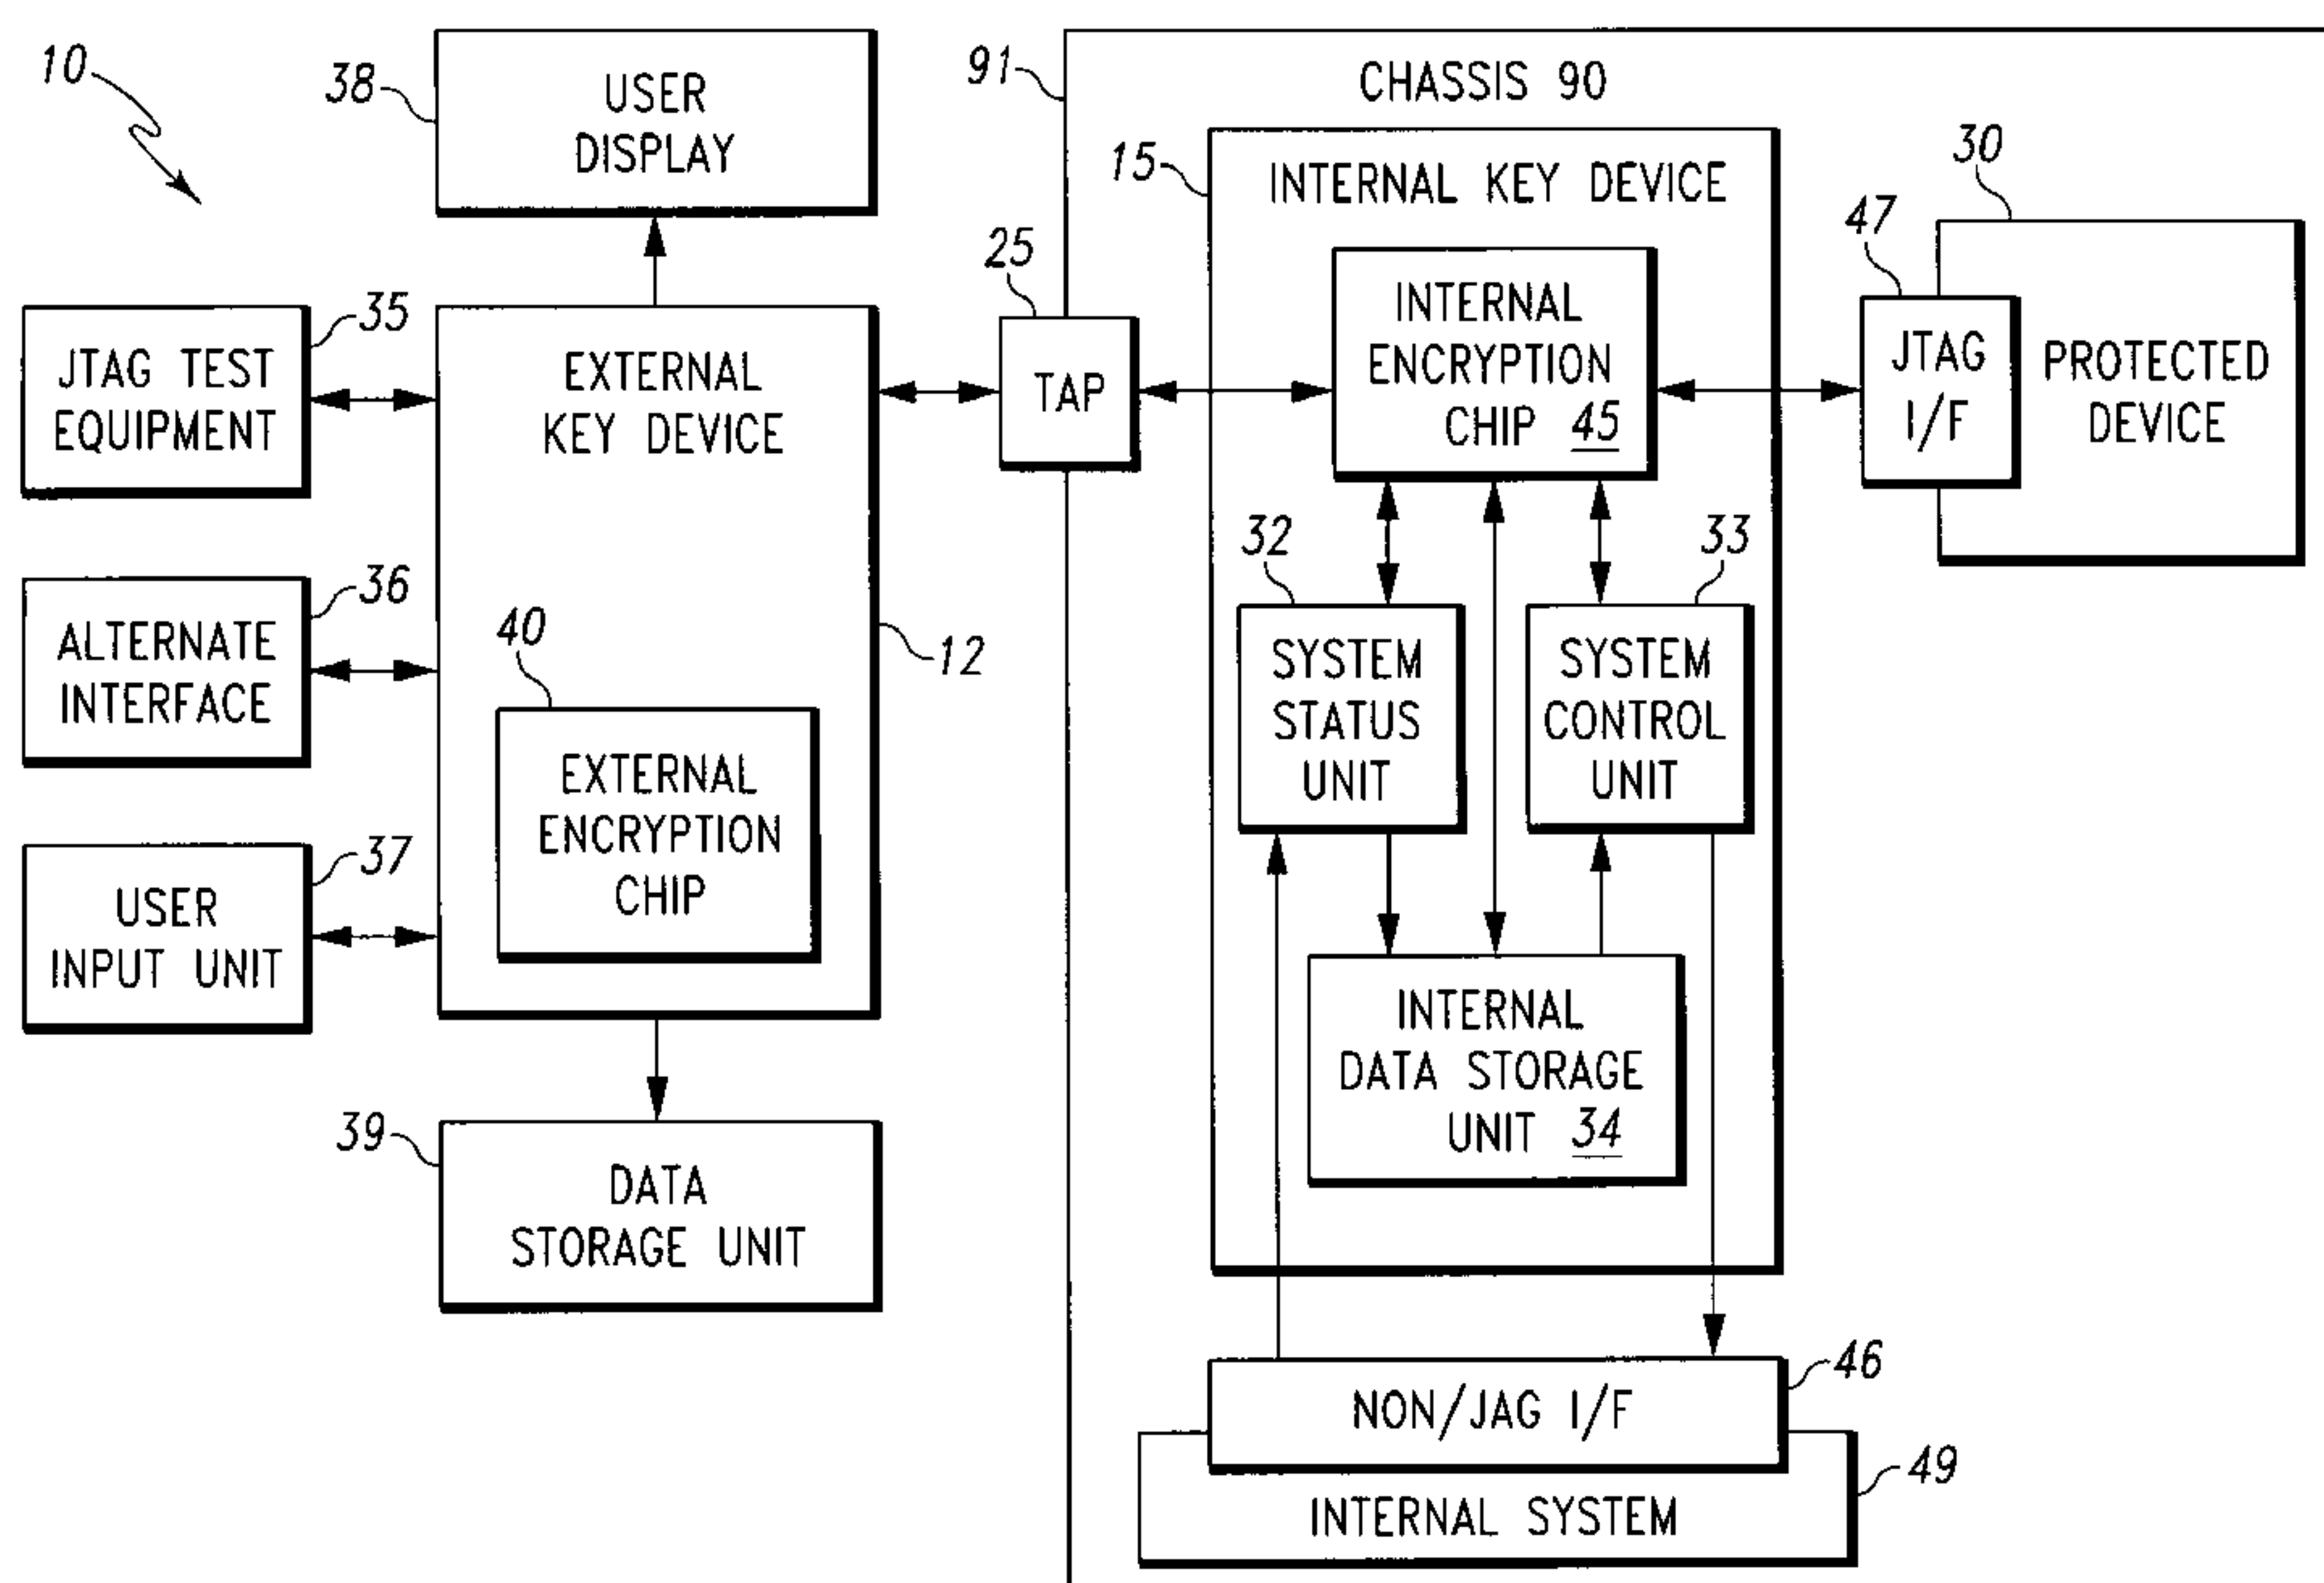 10
38
USER
DISPLAY
91
CHASSIS 90
15
INTERNAL KEY DEVICE
30
47
25
JTAG TEST
EQUIPMENT
35
EXTERNAL
KEY DEVICE
TAP
INTERNAL
ENCRYPTION
CHIP 45
JTAG
I/F
PROTECTED
DEVICE
32
33
ALTERNATE
INTERFACE
36
12
40
EXTERNAL
ENCRYPTION
CHIP
SYSTEM
STATUS
UNIT
SYSTEM
CONTROL
UNIT
USER
INPUT UNIT
37
INTERNAL
DATA STORAGE
UNIT 34
39
DATA
STORAGE UNIT
NON/JAG I/F
46
INTERNAL SYSTEM
49